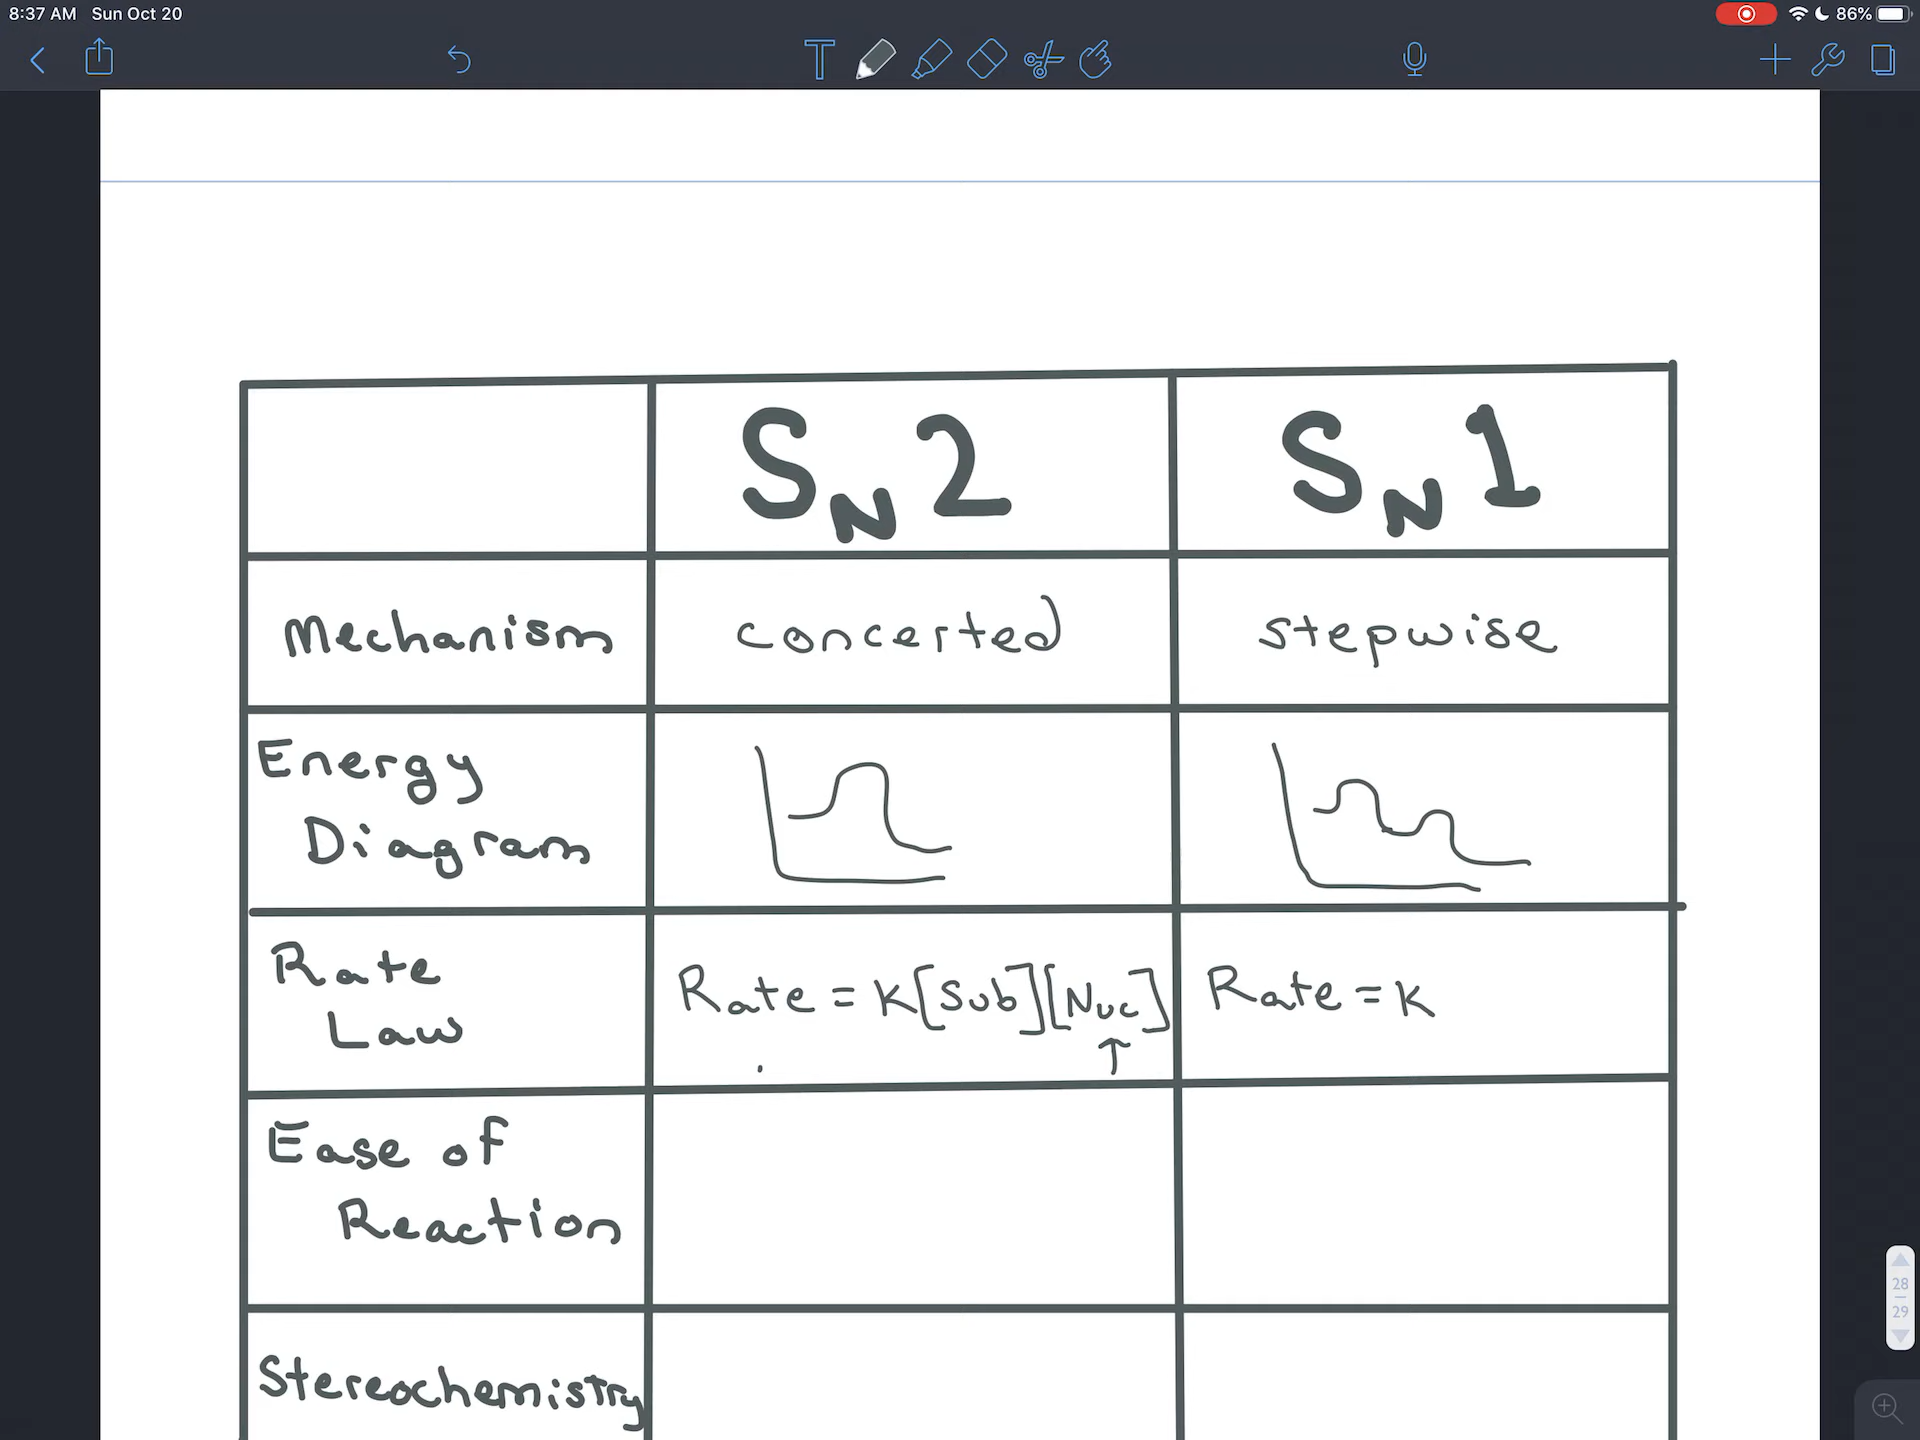 8:37 AM Sun Oct 20
86%
T
SN2
SN1
Mechanism
concerted
stepwise
Energy
Diagram
Rate
Law
Rate = K[Sub][Nuc]
↑
Rate = K
Ease of
Reaction
Stereochemistry
28
29